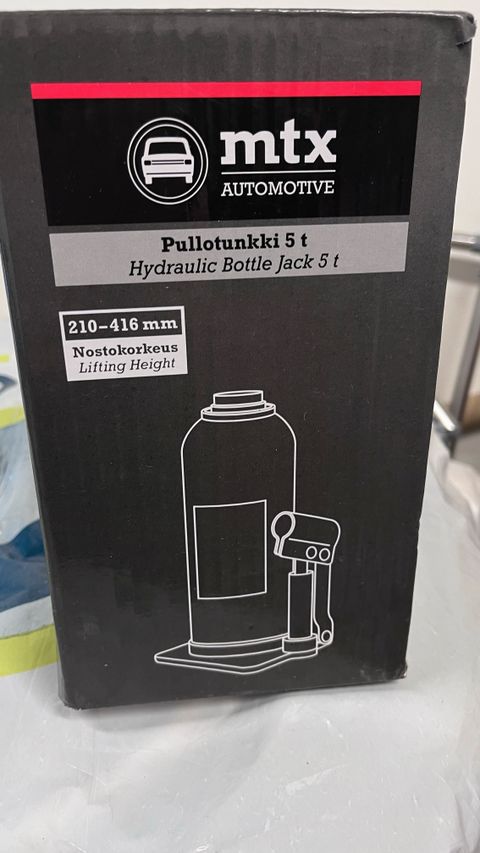 mtx
AUTOMOTIVE
Pullotunkki 5 t
Hydraulic Bottle Jack 5 t
210–416 mm
Nostokorkeus
Lifting Height